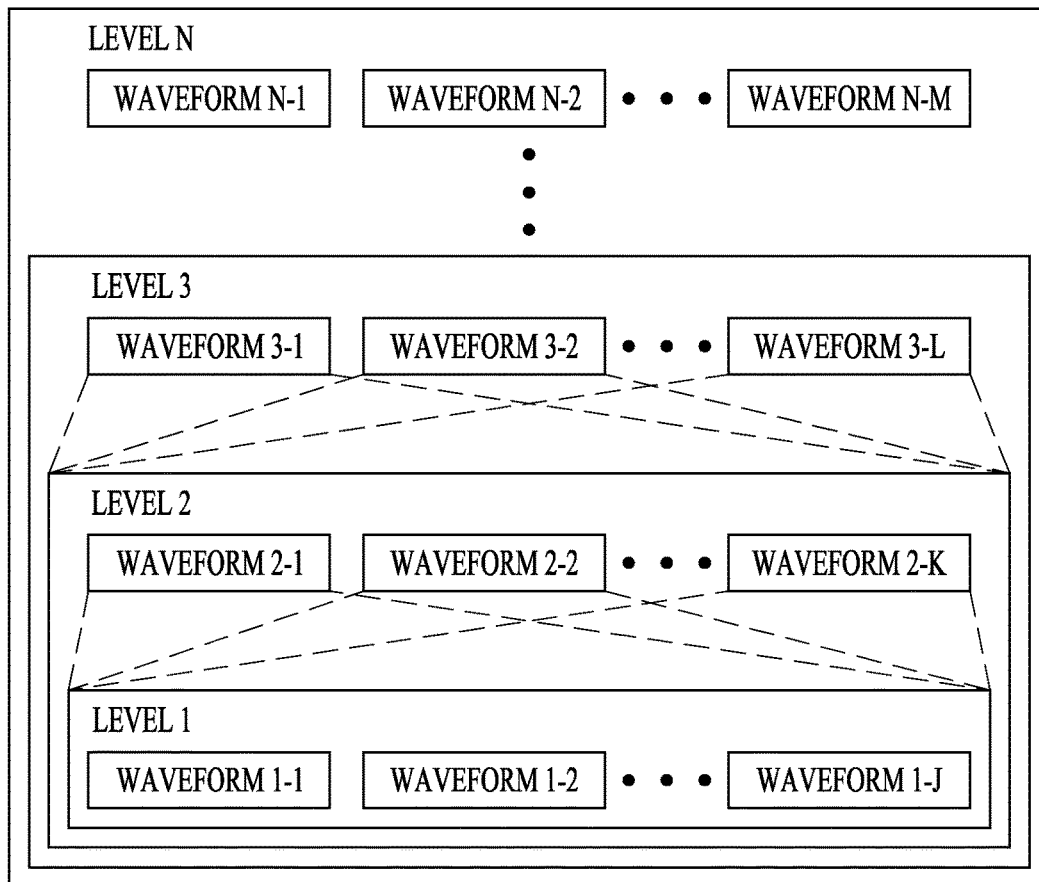 LEVEL N
WAVEFORM N-1 WAVEFORM N-2 WAVEFORM N-M
LEVEL 3
WAVEFORM 3-1 WAVEFORM 3-2 WAVEFORM 3-L
LEVEL 2
WAVEFORM 2-1 WAVEFORM 2-2 WAVEFORM 2-K
LEVEL 1
WAVEFORM 1-1 WAVEFORM 1-2 WAVEFORM 1-J